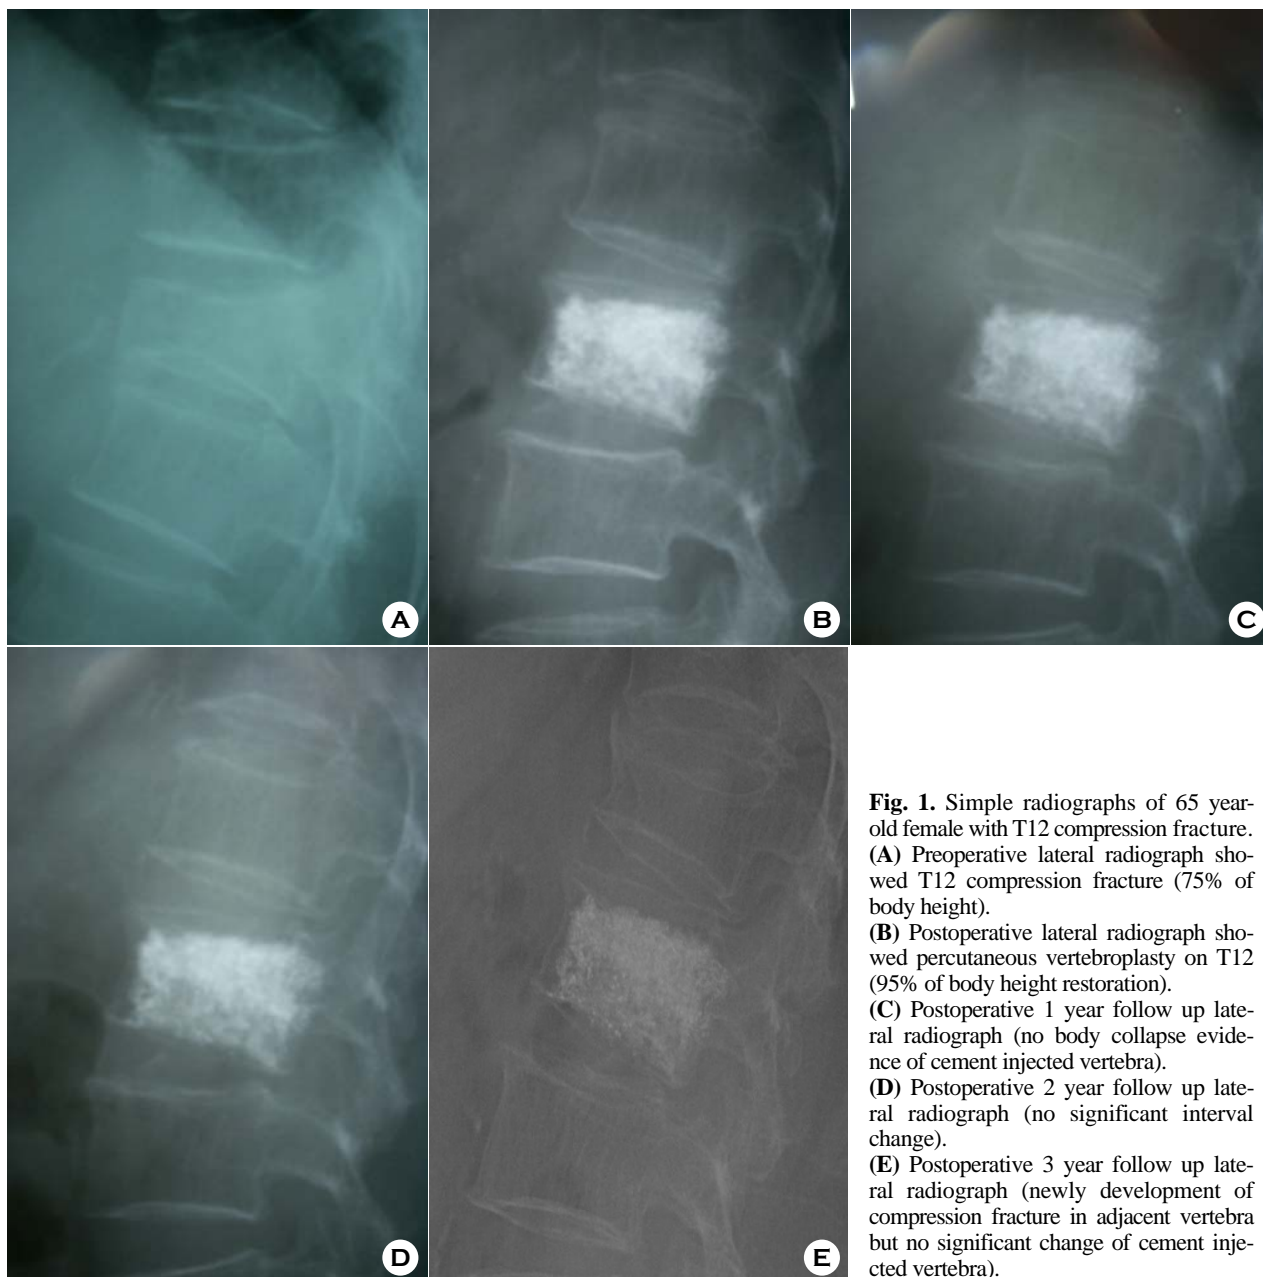 A
B
C
D
E
Fig. 1. Simple radiographs of 65 year-
old female with T12 compression fracture.
(A) Preoperative lateral radiograph sho-
wed T12 compression fracture (75% of
body height).
(B) Postoperative lateral radiograph sho-
wed percutaneous vertebroplasty on T12
(95% of body height restoration).
(C) Postoperative 1 year follow up late-
ral radiograph (no body collapse evide-
nce of cement injected vertebra).
(D) Postoperative 2 year follow up late-
ral radiograph (no significant interval
change).
(E) Postoperative 3 year follow up late-
ral radiograph (newly development of
compression fracture in adjacent vertebra
but no significant change of cement inje-
cted vertebra).